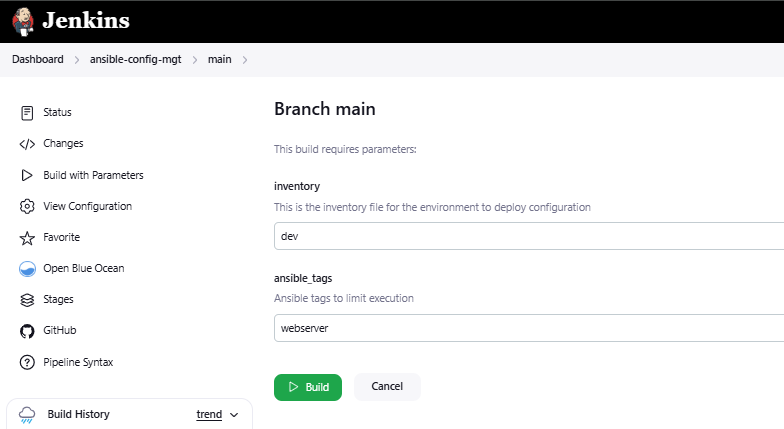 Jenkins
Dashboard > ansible-config-mgt > main >
Status
Changes
Build with Parameters
View Configuration
Favorite
Open Blue Ocean
Stages
GitHub
Pipeline Syntax
Build History trend
Branch main
This build requires parameters:
inventory
This is the inventory file for the environment to deploy configuration
dev
ansible_tags
Ansible tags to limit execution
webserver
Build Cancel